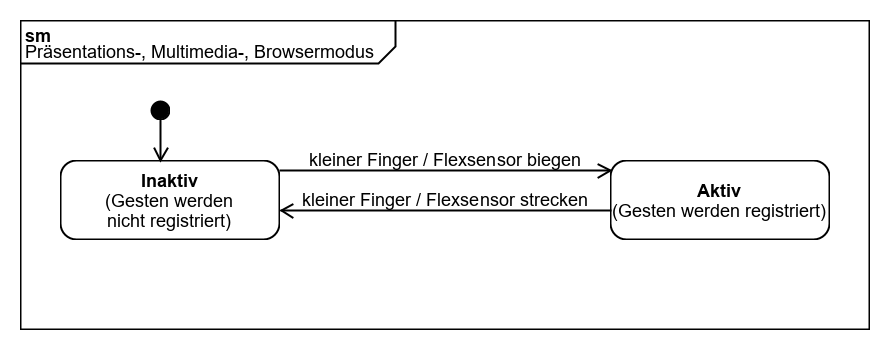 sm
Präsentations-, Multimedia-, Browsermodus
kleiner Finger / Flexsensor biegen
Inaktiv
(Gesten werden
nicht registriert)
kleiner Finger / Flexsensor strecken
Aktiv
(Gesten werden registriert)